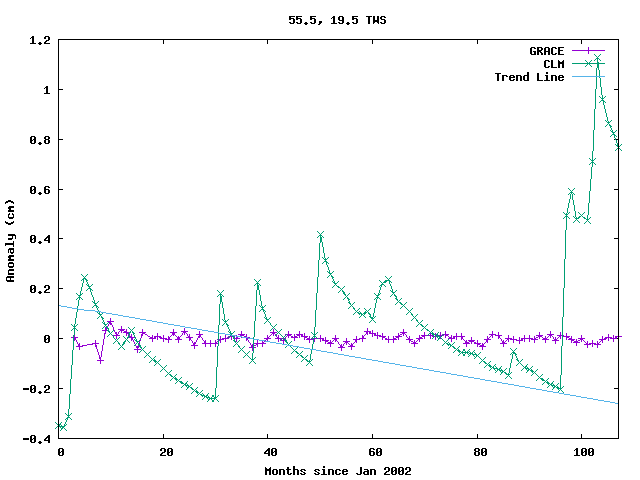 55.5, 19.5 TWS
GRACE
CLM
Trend Line
1.2
1
0.8
0.6
0.4
0.2
0
-0.2
-0.4
Anomaly (cm)
0 20 40 60 80 100
Months since Jan 2002